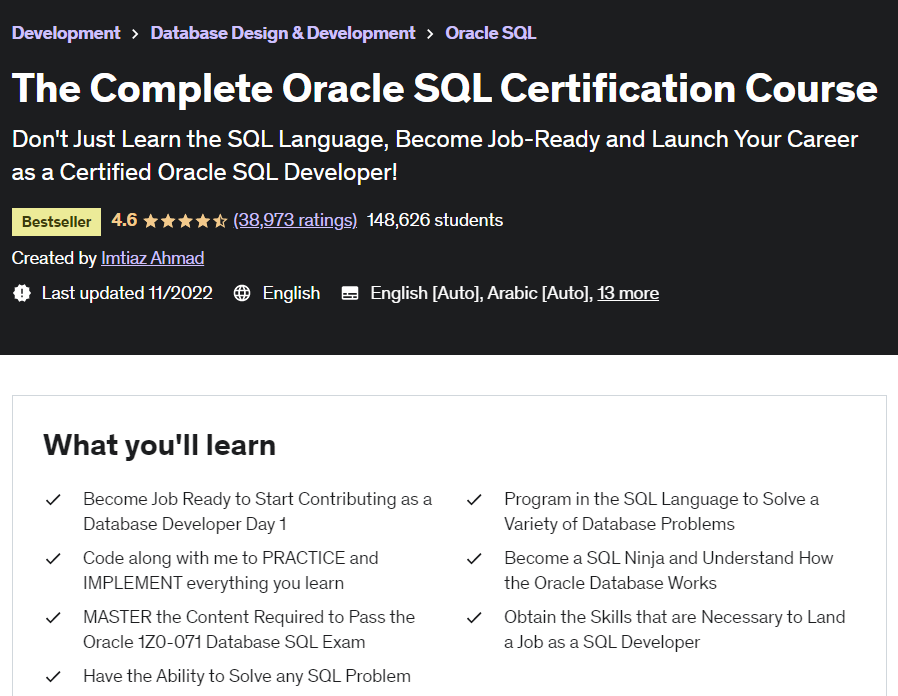 Development > Database Design & Development > Oracle SQL
The Complete Oracle SQL Certification Course
Don't Just Learn the SQL Language, Become Job-Ready and Launch Your Career
as a Certified Oracle SQL Developer!
Bestseller 4.6 (38,973 ratings) 148,626 students
Created by Imtiaz Ahmad
Last updated 11/2022 English English [Auto], Arabic [Auto], 13 more
What you'll learn
Become Job Ready to Start Contributing as a
Database Developer Day 1
Program in the SQL Language to Solve a
Variety of Database Problems
Code along with me to PRACTICE and
IMPLEMENT everything you learn
Become a SQL Ninja and Understand How
the Oracle Database Works
MASTER the Content Required to Pass the
Oracle 1Z0-071 Database SQL Exam
Obtain the Skills that are Necessary to Land
a Job as a SQL Developer
Have the Ability to Solve any SQL Problem